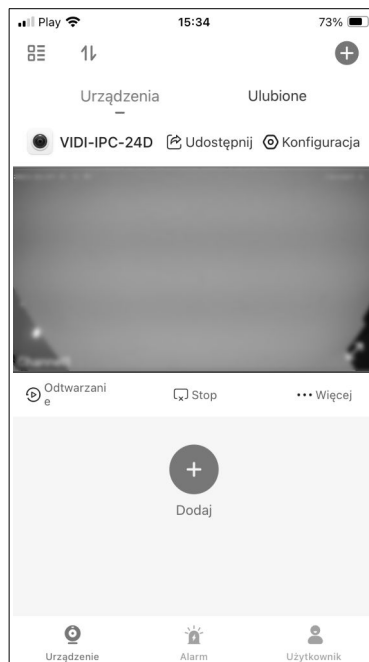 Play 15:34 73%
Urządzenia Ulubione
VIDI-IPC-24D Udostępnij Konfiguracja
Odtwarzani
e
Stop
Więcej
Dodaj
Urządzenie Alarm Użytkownik